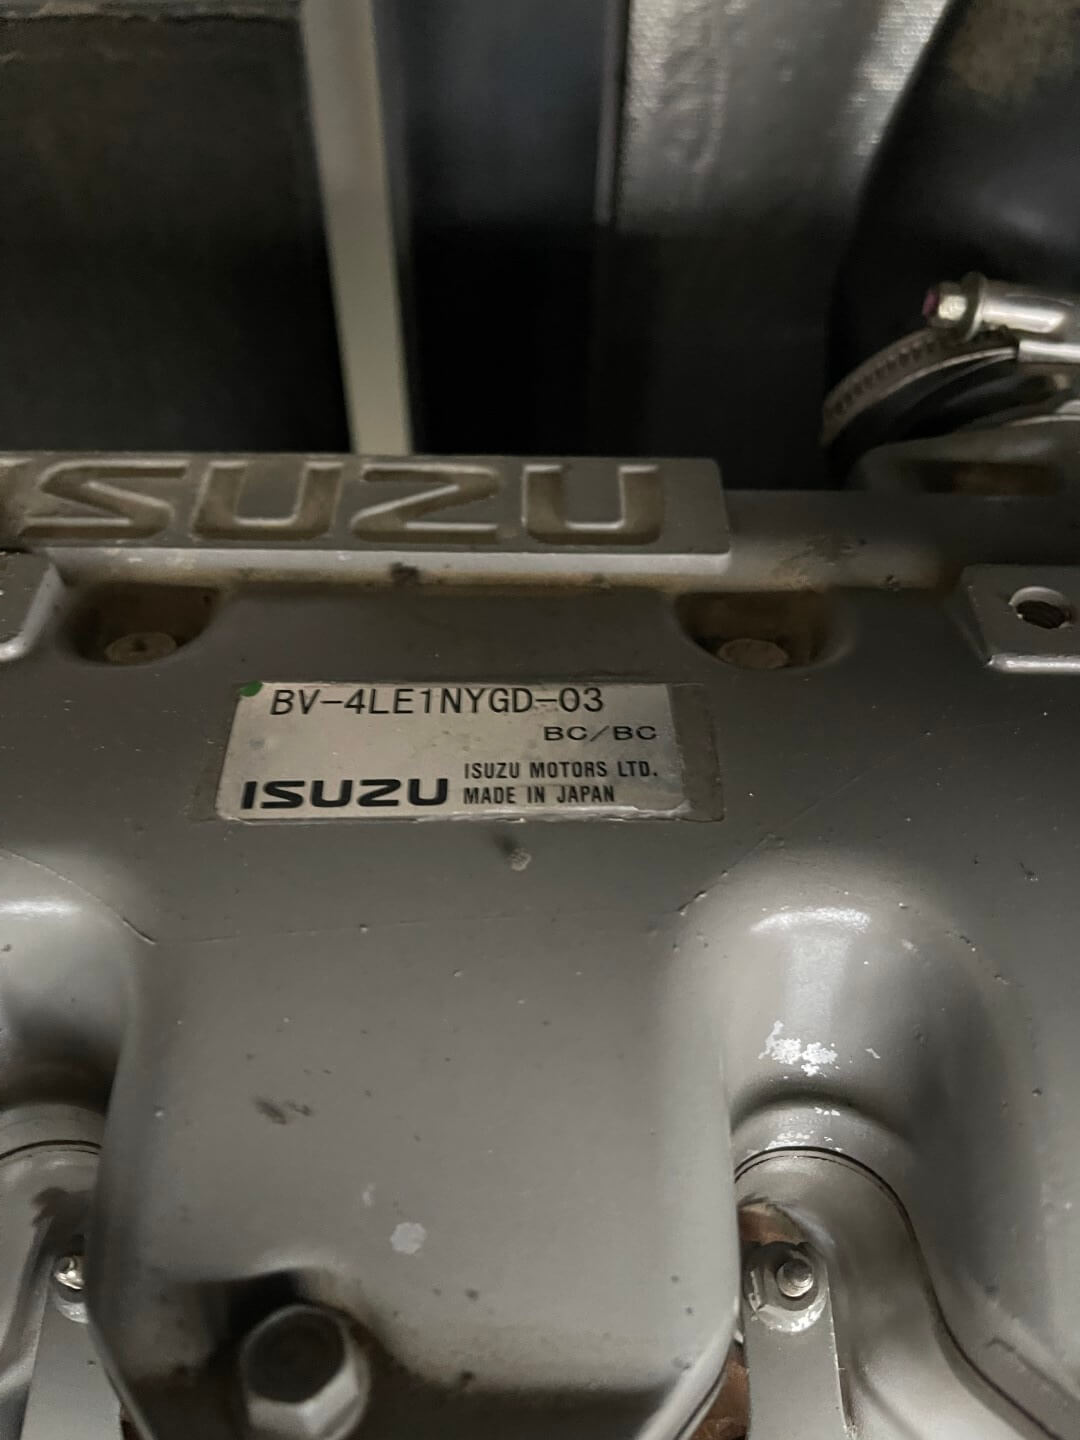 ISUZU
BV-4LE1NYGD-03
BC/BC
ISUZU ISUZU MOTORS LTD.
MADE IN JAPAN